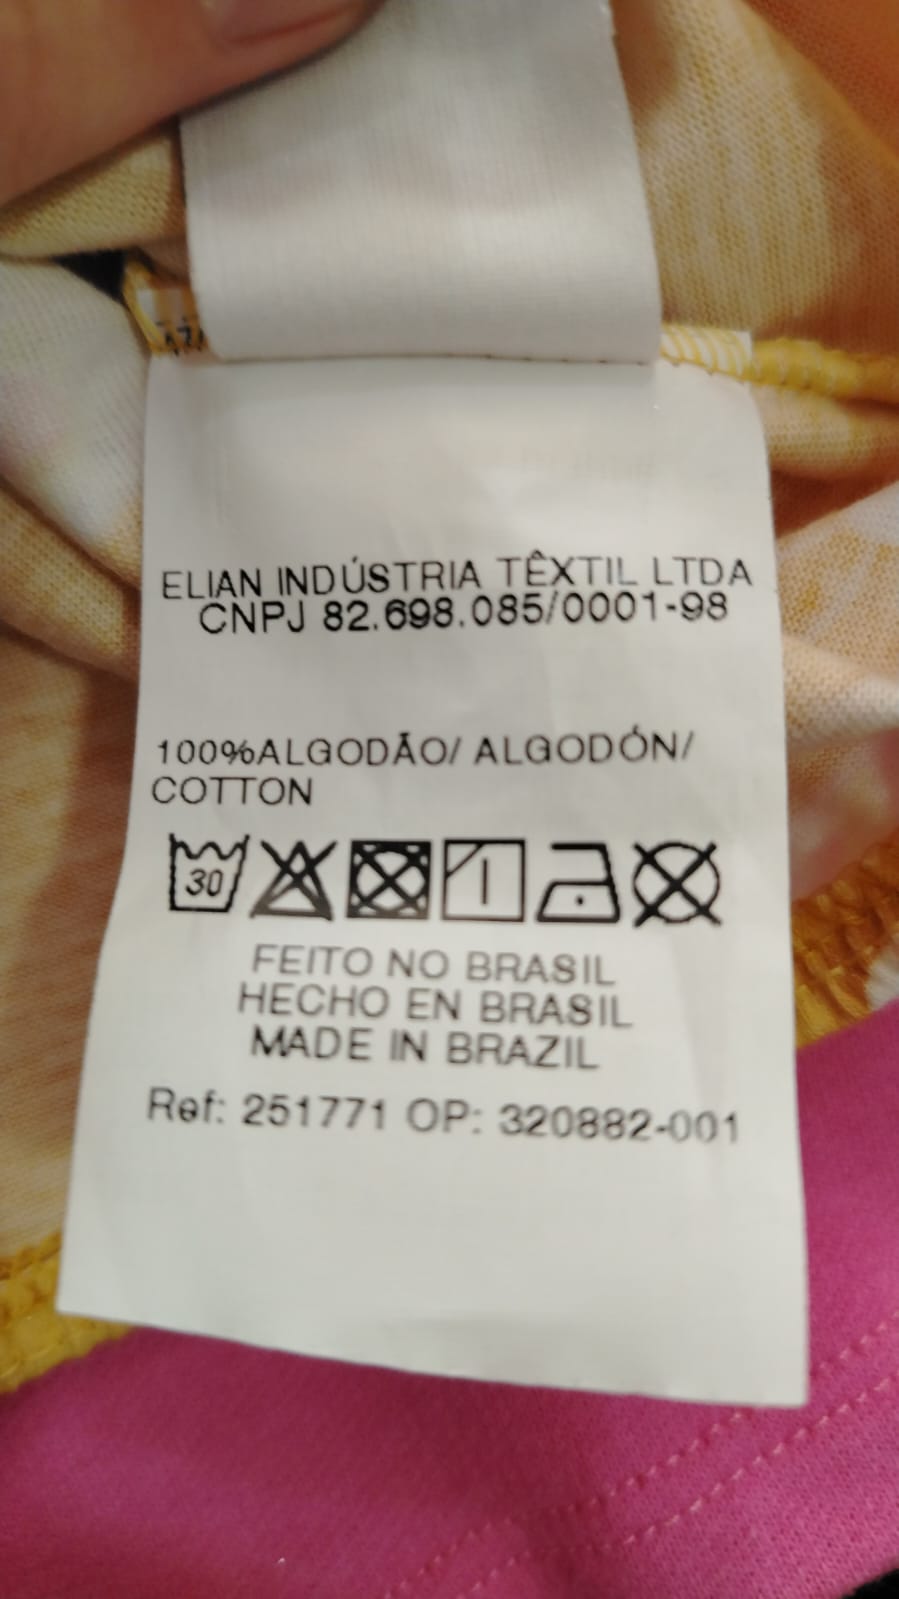 ELIAN INDÚSTRIA TÊXTIL LTDA
CNPJ 82.698.085/0001-98
100%ALGODÃO/ ALGODÓN/
COTTON
30
FEITO NO BRASIL
HECHO EN BRASIL
MADE IN BRAZIL
Ref: 251771 OP: 320882-001